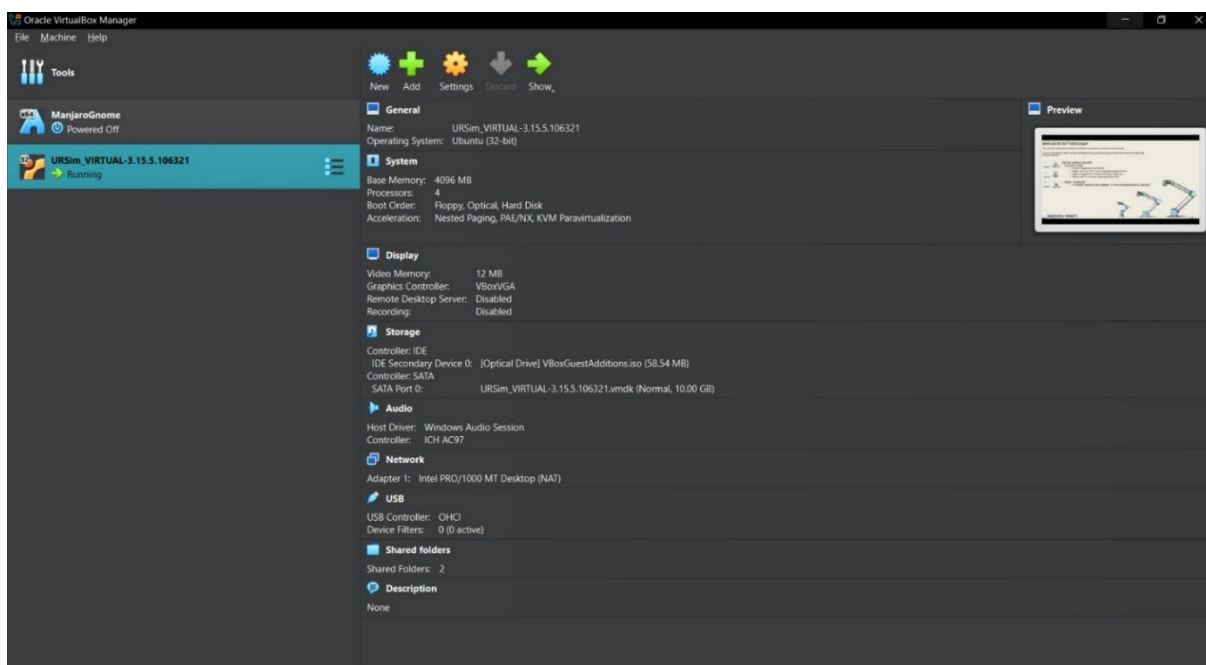 Oracle VirtualBox Manager
File Machine Help
Tools
New Add Settings Discard Show
ManjaroGnome
Powered Off
URSim_VIRTUAL-3.15.5.106321
Running
General
Name: URSim_VIRTUAL-3.15.5.106321
Operating System: Ubuntu (32-bit)
System
Base Memory: 4096 MB
Processors: 4
Boot Order: Floppy, Optical, Hard Disk
Acceleration: Nested Paging, PAE/NX, KVM Paravirtualization
Preview
Display
Video Memory: 12 MB
Graphics Controller: VBoxVGA
Remote Desktop Server: Disabled
Recording: Disabled
Storage
Controller: IDE
IDE Secondary Device 0: [Optical Drive] VBoxGuestAdditions.iso (58.54 MB)
Controller: SATA
SATA Port 0: URSim_VIRTUAL-3.15.5.106321.vmdk (Normal, 10.00 GB)
Audio
Host Driver: Windows Audio Session
Controller: ICH AC97
Network
Adapter 1: Intel PRO/1000 MT Desktop (NAT)
USB
USB Controller: OHCI
Device Filters: 0 (0 active)
Shared folders
Shared Folders: 2
Description
None